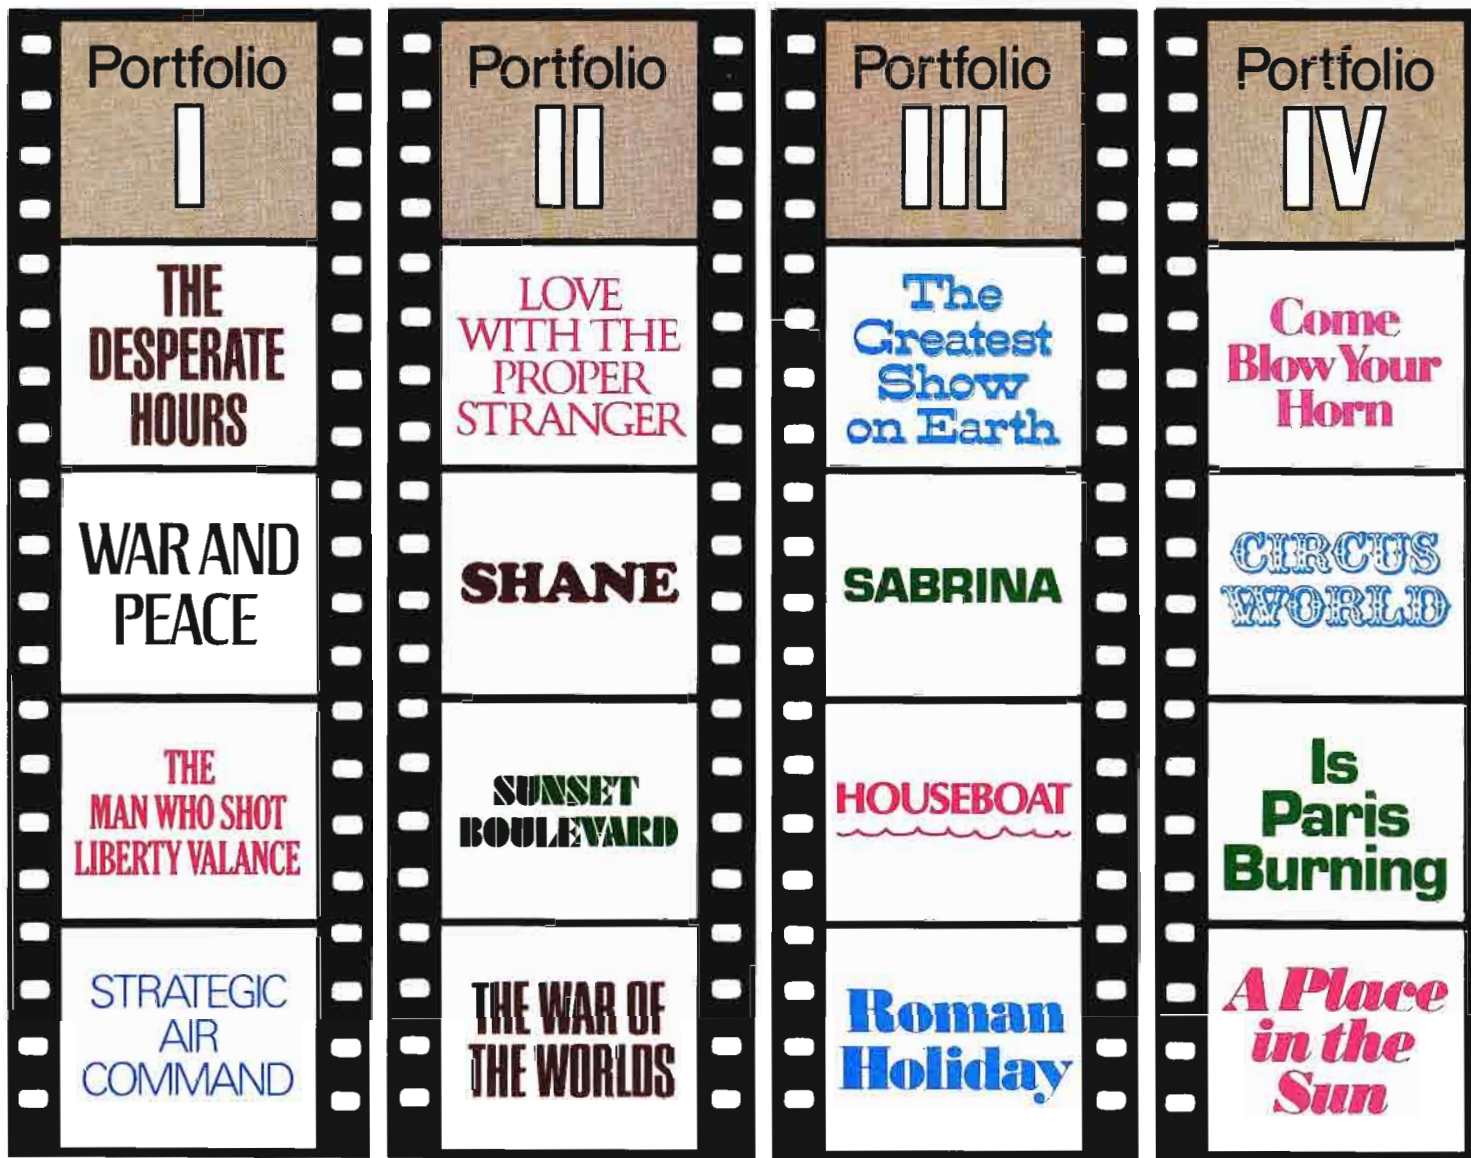 Portfolio
I
THE
DESPERATE
HOURS
WAR AND
PEACE
THE
MAN WHO SHOT
LIBERTY VALANCE
STRATEGIC
AIR
COMMAND
Portfolio
II
LOVE
WITH THE
PROPER
STRANGER
SHANE
SUNSET
BOULEVARD
THE WAR OF
THE WORLDS
Portfolio
III
The
Greatest
Show
on Earth
SABRINA
HOUSEBOAT
Roman
Holiday
Portfolio
IV
Come
Blow Your
Horn
CIRCUS
WORLD
Is
Paris
Burning
A Place
in the
Sun